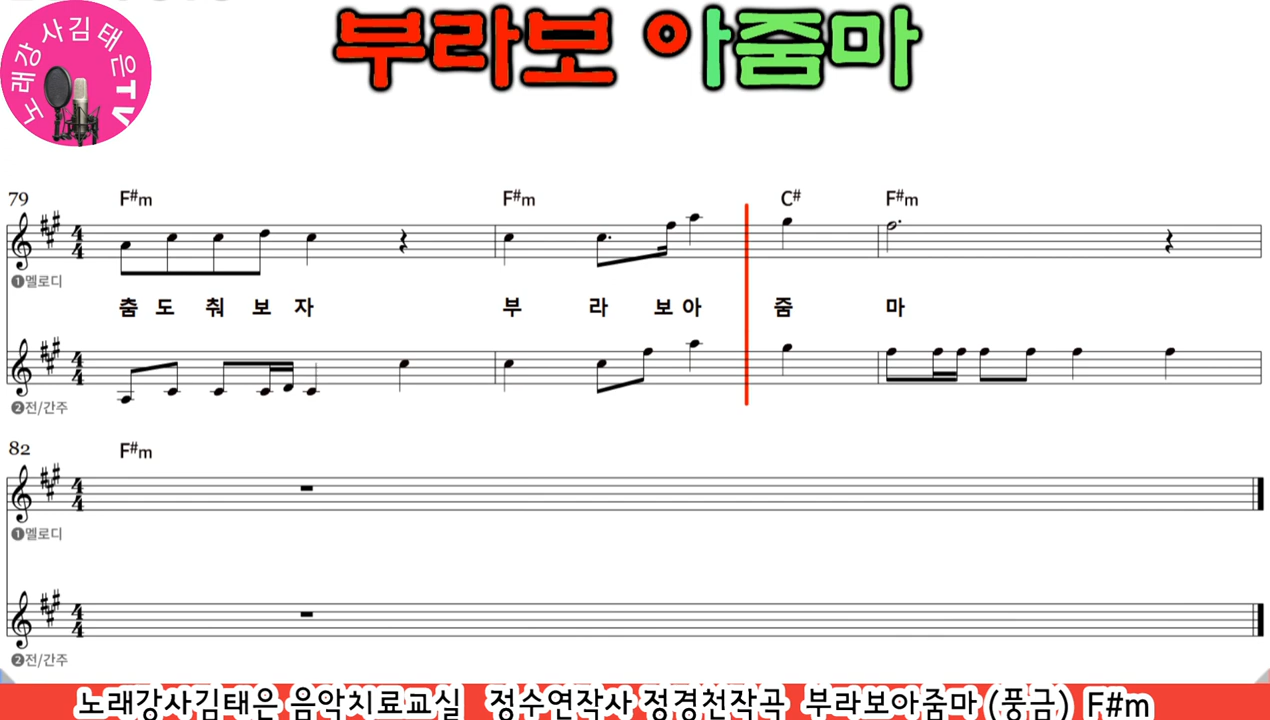 부라보 아줌마
노래강사김태은TV
79 F#m F#m C# F#m
❶멜로디
춤 도 춰 보 자 부 라 보 아 줌 마
❷전/간주
82 F#m
❶멜로디
❷전/간주
노래강사김태은 음악치료교실 정수연작사 정경천작곡 부라보아줌마 (풍금) F#m